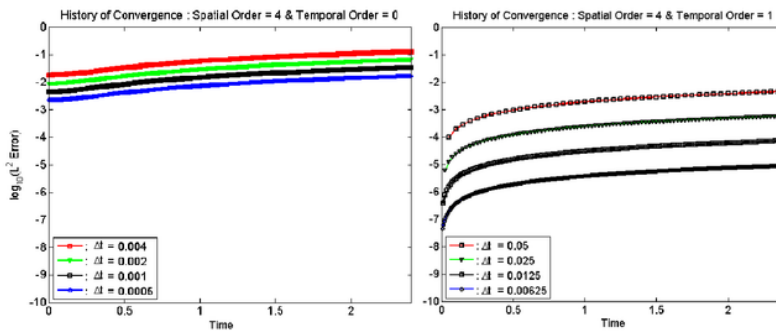 History of Convergence : Spatial Order = 4 & Temporal Order = 0
0
-1
-2
-3
-4
-5
-6
-7
-8
-9
-10
log10(L² Error)
: Δt = 0.004
: Δt = 0.002
: Δt = 0.001
: Δt = 0.0005
0
0.5
1
1.5
2
Time
History of Convergence : Spatial Order = 4 & Temporal Order = 1
0
-1
-2
-3
-4
-5
-6
-7
-8
-9
-10
: Δt = 0.05
: Δt = 0.025
: Δt = 0.0125
: Δt = 0.00625
0
0.5
1
1.5
2
Time